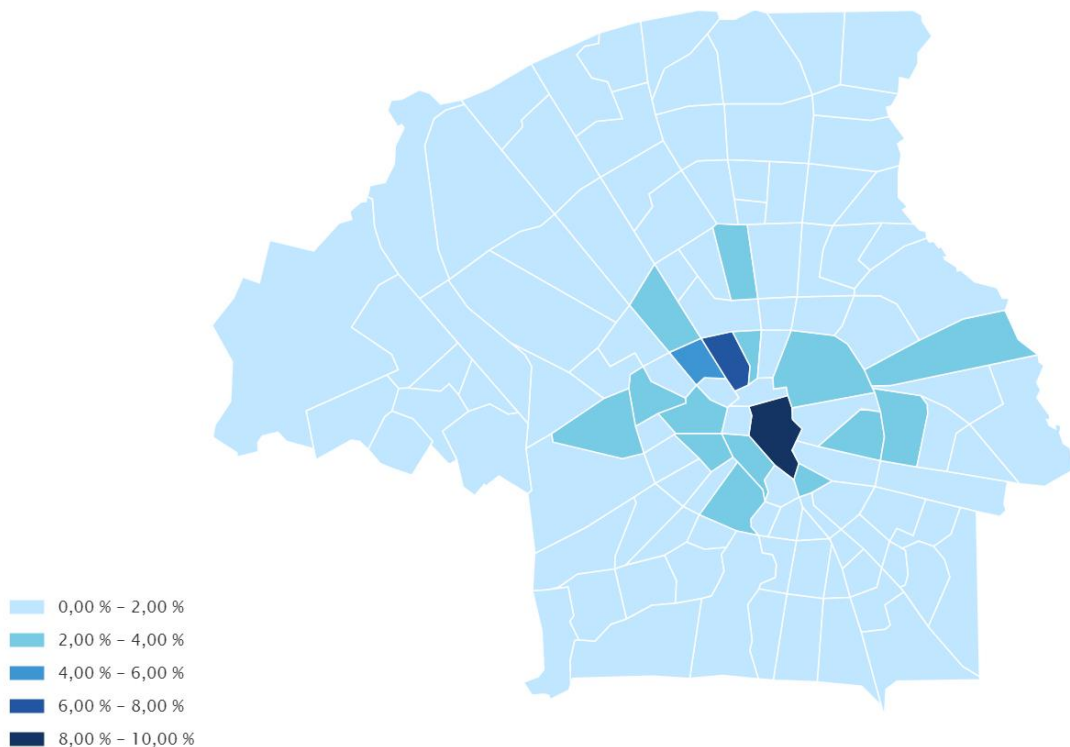 0,00 % – 2,00 %
2,00 % – 4,00 %
4,00 % – 6,00 %
6,00 % – 8,00 %
8,00 % – 10,00 %